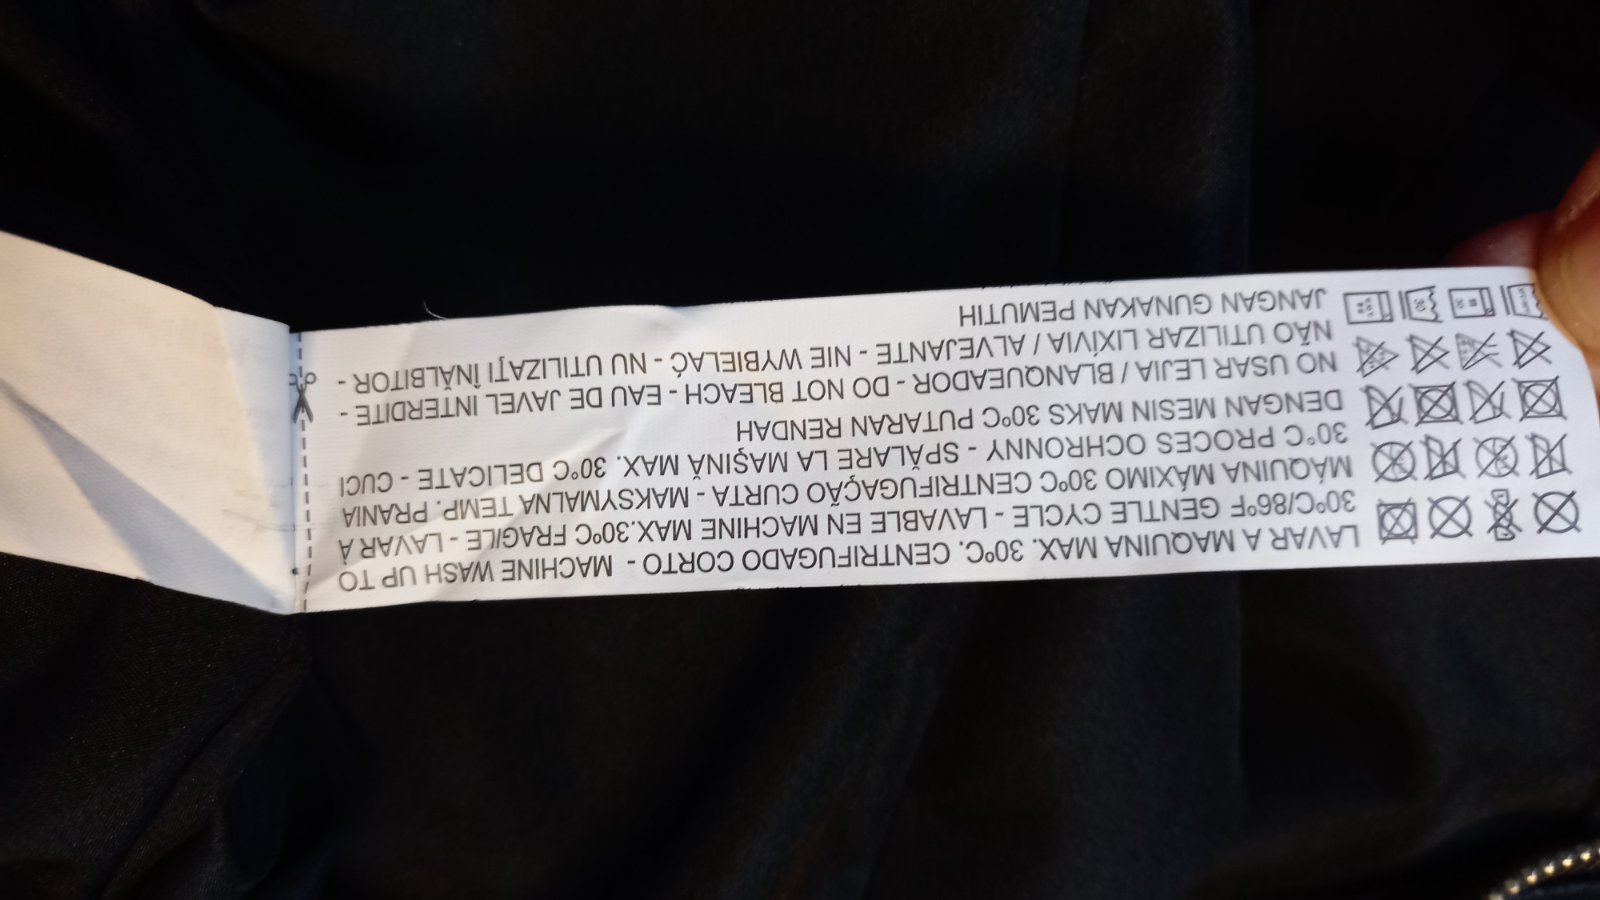 LAVAR A MAQUINA MAX. 30ºC. CENTRIFUGADO CORTO - MACHINE WASH UP TO
30ºC/86ºF GENTLE CYCLE - LAVABLE EN MACHINE MAX.30ºC FRAGILE - LAVAR À
MÁQUINA MÁXIMO 30ºC CENTRIFUGAÇÃO CURTA - MAKSYMALNA TEMP. PRANIA
30ºC PROCES OCHRONNY - SPĂLARE LA MAŞINĂ MAX. 30ºC DELICATE - CUCI
DENGAN MESIN MAKS 30ºC PUTARAN RENDAH
NO USAR LEJIA / BLANQUEADOR - DO NOT BLEACH - EAU DE JAVEL INTERDITE -
NÃO UTILIZAR LIXÍVIA / ALVEJANTE - NIE WYBIELAĆ - NU UTILIZAŢI ÎNĂLBITOR -
JANGAN GUNAKAN PEMUTIH